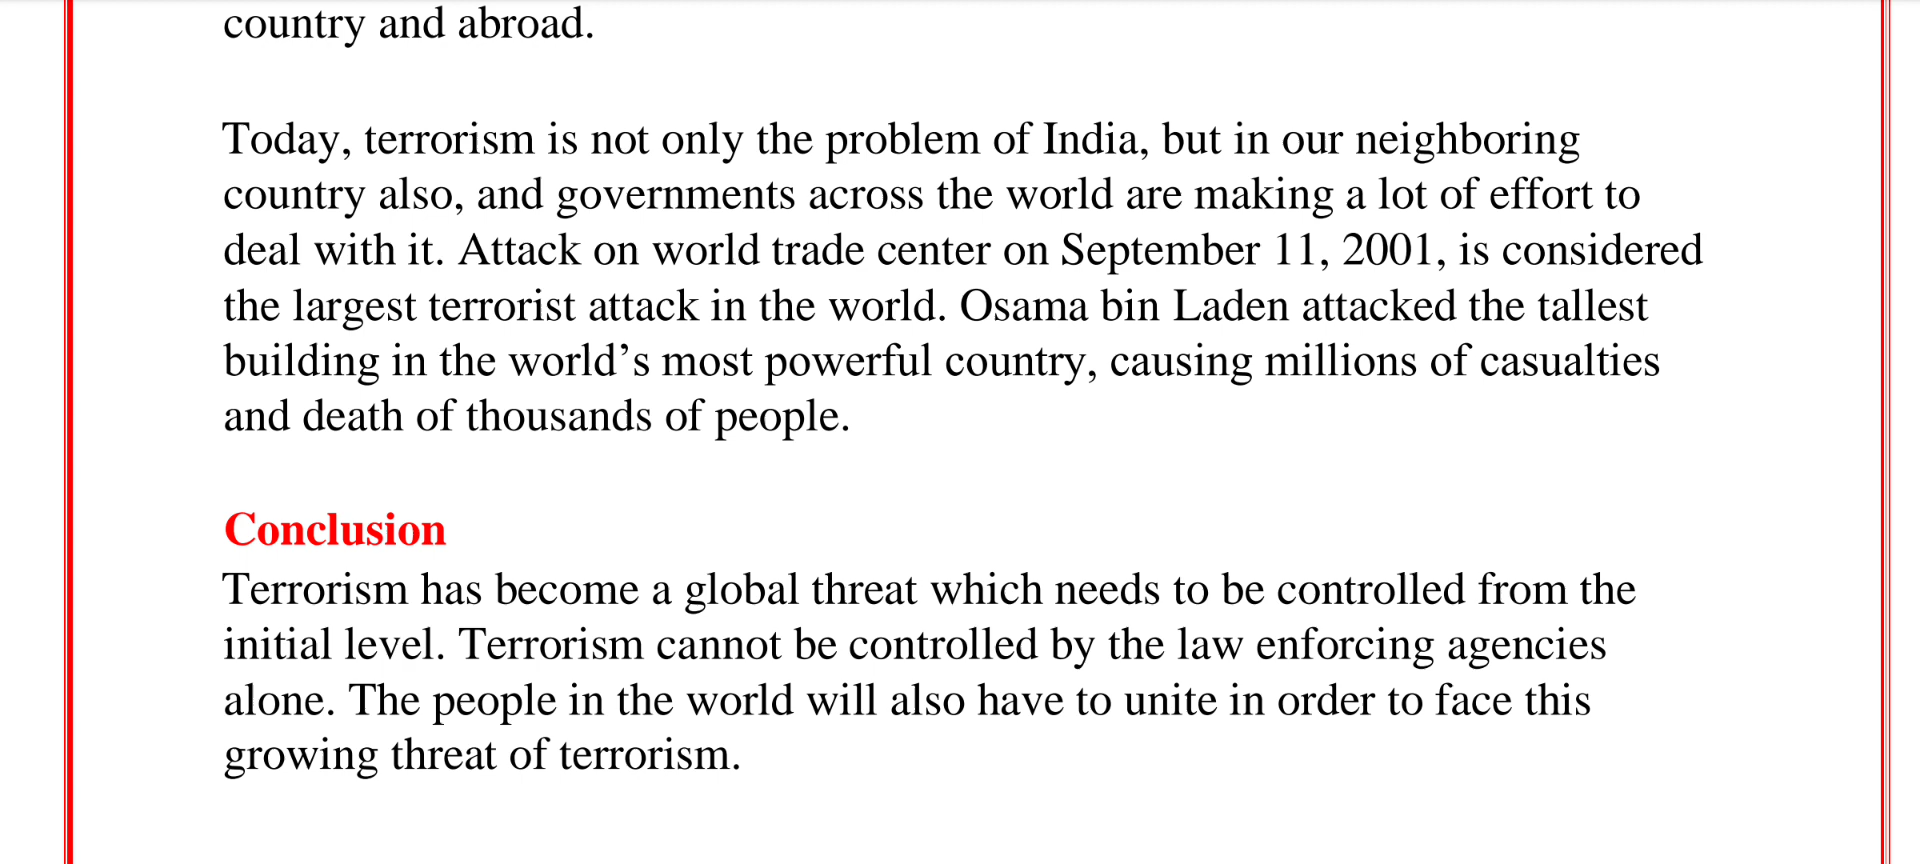 country and abroad.
Today, terrorism is not only the problem of India, but in our neighboring
country also, and governments across the world are making a lot of effort to
deal with it. Attack on world trade center on September 11, 2001, is considered
the largest terrorist attack in the world. Osama bin Laden attacked the tallest
building in the world’s most powerful country, causing millions of casualties
and death of thousands of people.
Conclusion
Terrorism has become a global threat which needs to be controlled from the
initial level. Terrorism cannot be controlled by the law enforcing agencies
alone. The people in the world will also have to unite in order to face this
growing threat of terrorism.